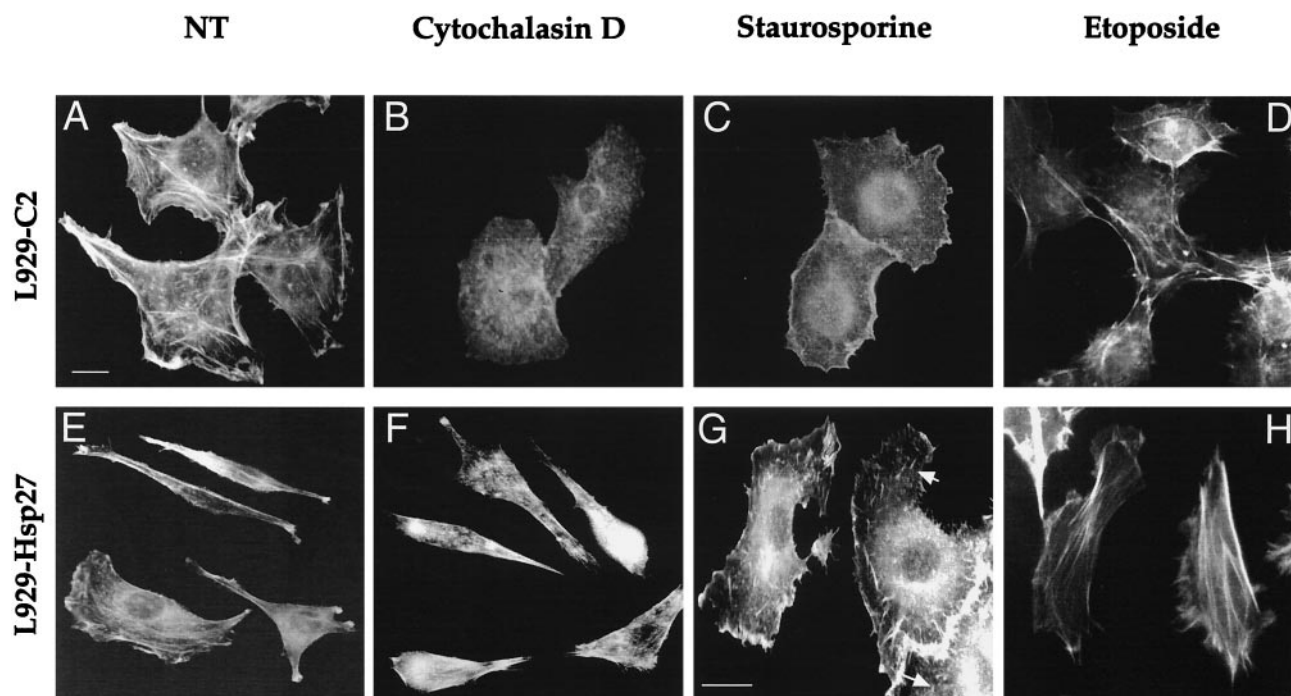 NT Cytochalasin D Staurosporine Etoposide
L929-C2
A B C D
L929-Hsp27
E F G H